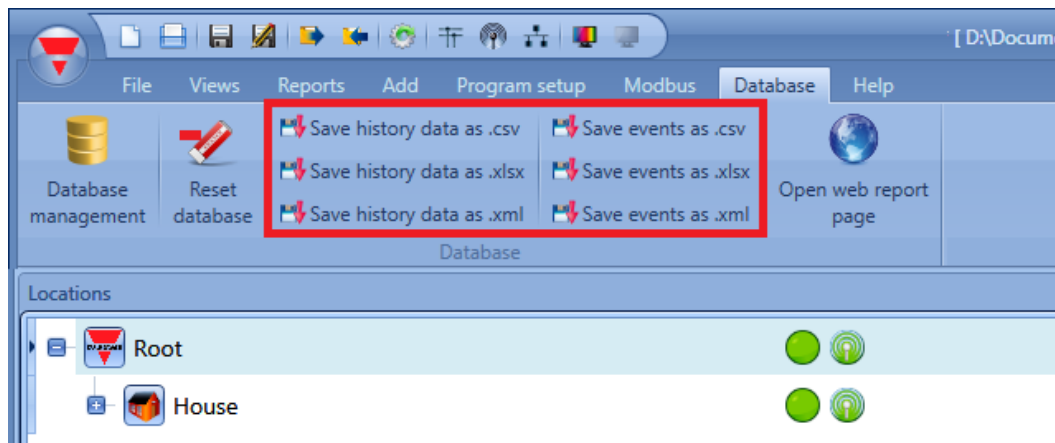 [ D:\Docum
File Views Reports Add Program setup Modbus Database Help
Database
management
Reset
database
Save history data as .csv
Save history data as .xlsx
Save history data as .xml
Save events as .csv
Save events as .xlsx
Save events as .xml
Open web report
page
Database
Locations
Root
House